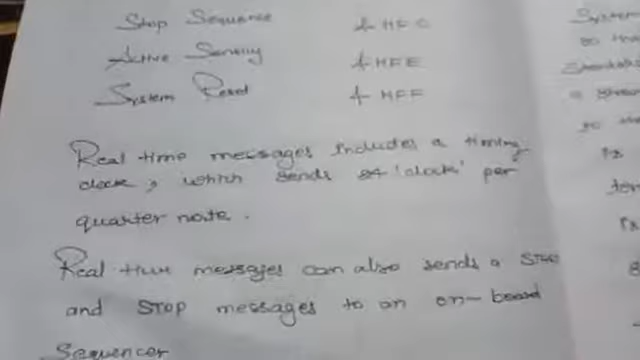 Stop Sequence &HFC
Active Sensing &HFE
System Reset &HFF
Real time messages includes a timing
clock, which sends 24 'clock' per
quarter note.
Real time messages can also sends a
and STOP messages to an on-board
Sequencer
System